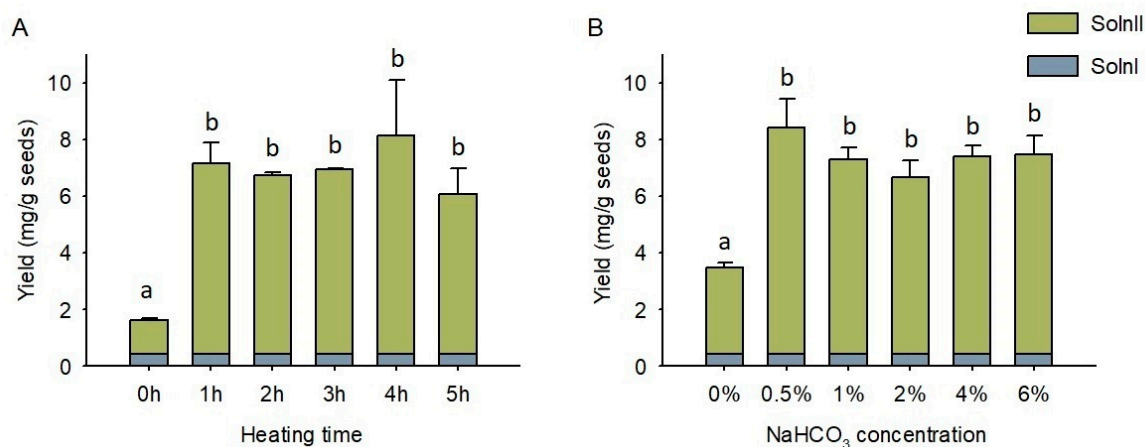 A
Yield (mg/g seeds)
10
8
6
4
2
0
a
b
b
b
b
b
0h 1h 2h 3h 4h 5h
Heating time
B
SolnII
SolnI
Yield (mg/g seeds)
10
8
6
4
2
0
a
b
b
b
b
b
0% 0.5% 1% 2% 4% 6%
NaHCO₃ concentration